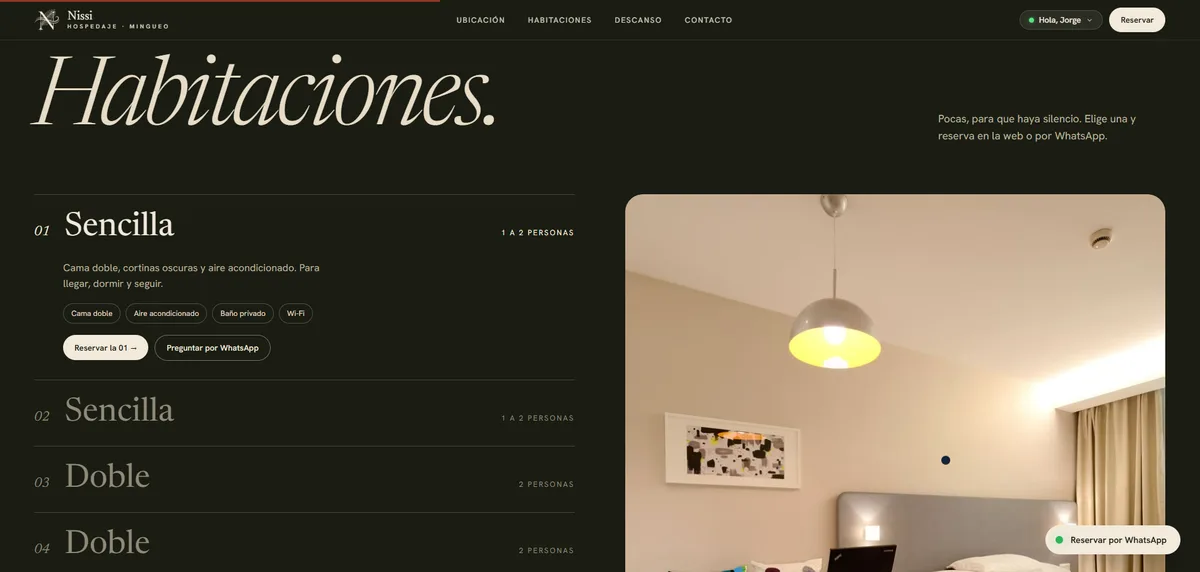 Nissi
HOSPEDAJE · MINGUEO
UBICACIÓN
HABITACIONES
DESCANSO
CONTACTO
Hola, Jorge
Reservar
Habitaciones.
Pocas, para que haya silencio. Elige una y
reserva en la web o por WhatsApp.
01 Sencilla
1 A 2 PERSONAS
Cama doble, cortinas oscuras y aire acondicionado. Para
llegar, dormir y seguir.
Cama doble
Aire acondicionado
Baño privado
Wi-Fi
Reservar la 01 →
Preguntar por WhatsApp
02 Sencilla
1 A 2 PERSONAS
03 Doble
2 PERSONAS
04 Doble
2 PERSONAS
Reservar por WhatsApp